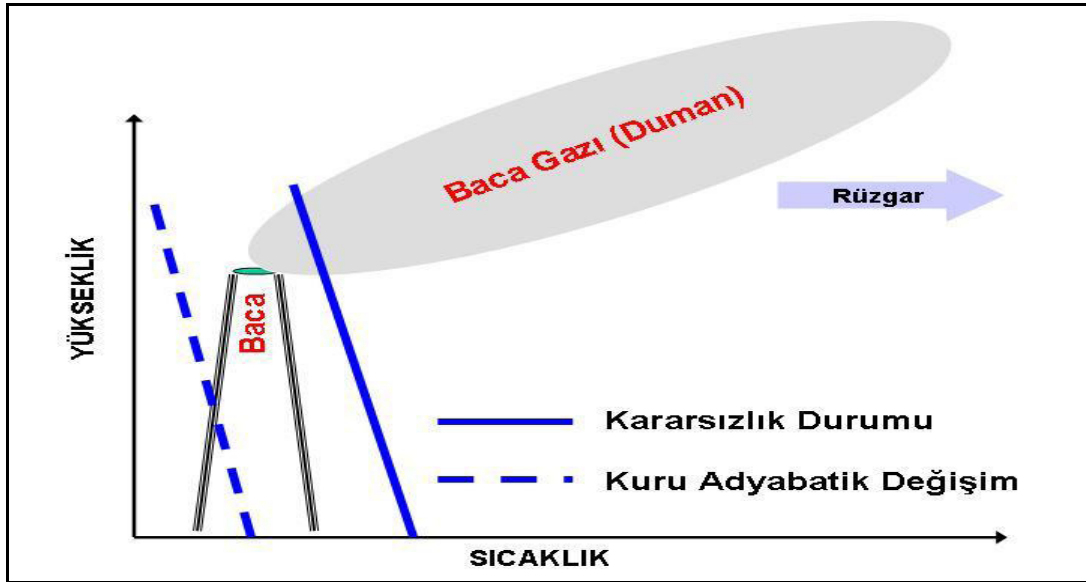 Baca Gazı (Duman)
Rüzgar
YÜKSEKLİK
Baca
Kararsızlık Durumu
Kuru Adyabatik Değişim
SICAKLIK